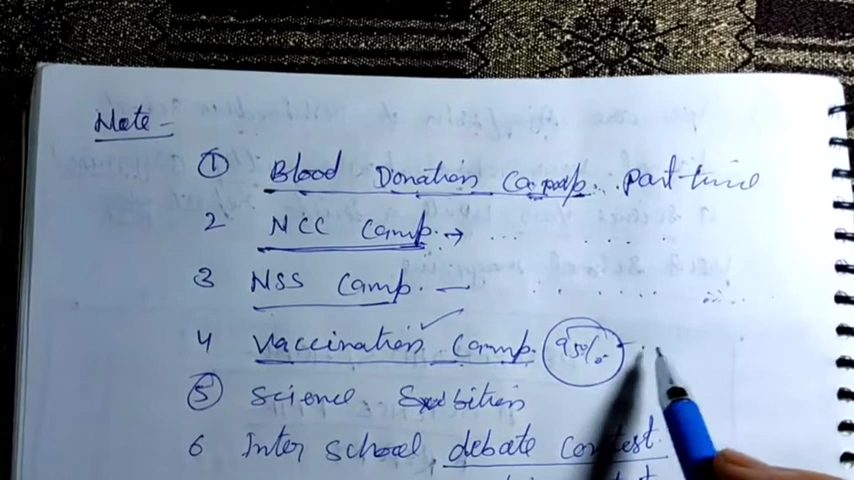 Note -
① Blood Donation Camp.. part-time
2 NCC Camp. → ... ....
3 NSS Camp. —
4 Vaccination ✓ Camp. 95%
⑤ Science Exbition
6 Inter school debate contest.